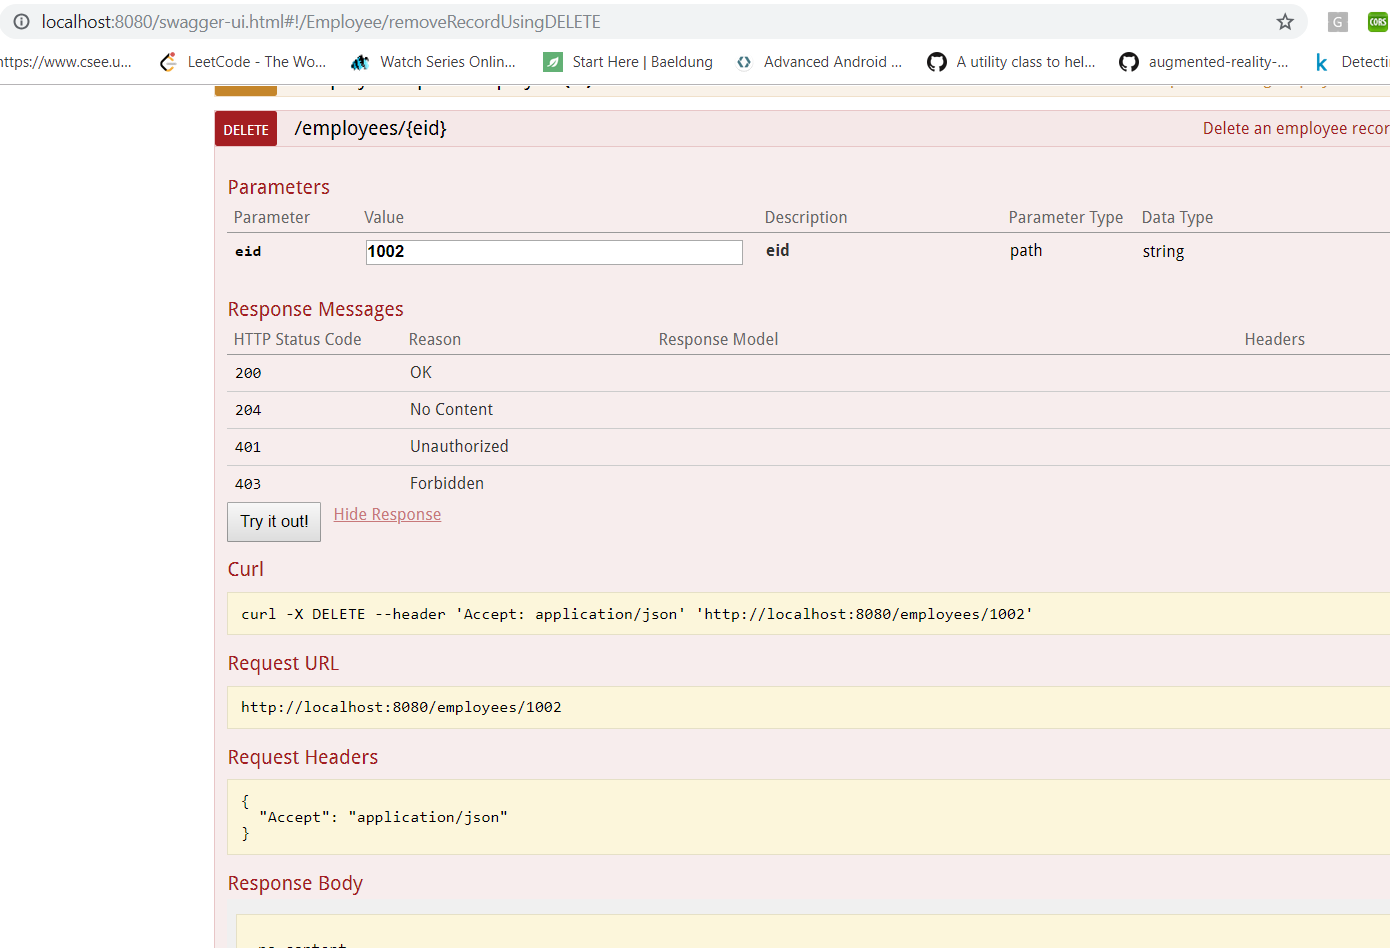 localhost:8080/swagger-ui.html#!/Employee/removeRecordUsingDELETE G CORS
https://www.csee.u... LeetCode - The Wo... Watch Series Onlin... Start Here | Baeldung Advanced Android ... A utility class to hel... augmented-reality-... k Detecti
DELETE /employees/{eid} Delete an employee recor
Parameters
Parameter Value Description Parameter Type Data Type
eid 1002 eid path string
Response Messages
HTTP Status Code Reason Response Model Headers
200 OK
204 No Content
401 Unauthorized
403 Forbidden
Try it out! Hide Response
Curl
curl -X DELETE --header 'Accept: application/json' 'http://localhost:8080/employees/1002'
Request URL
http://localhost:8080/employees/1002
Request Headers
{
"Accept": "application/json"
}
Response Body
no content